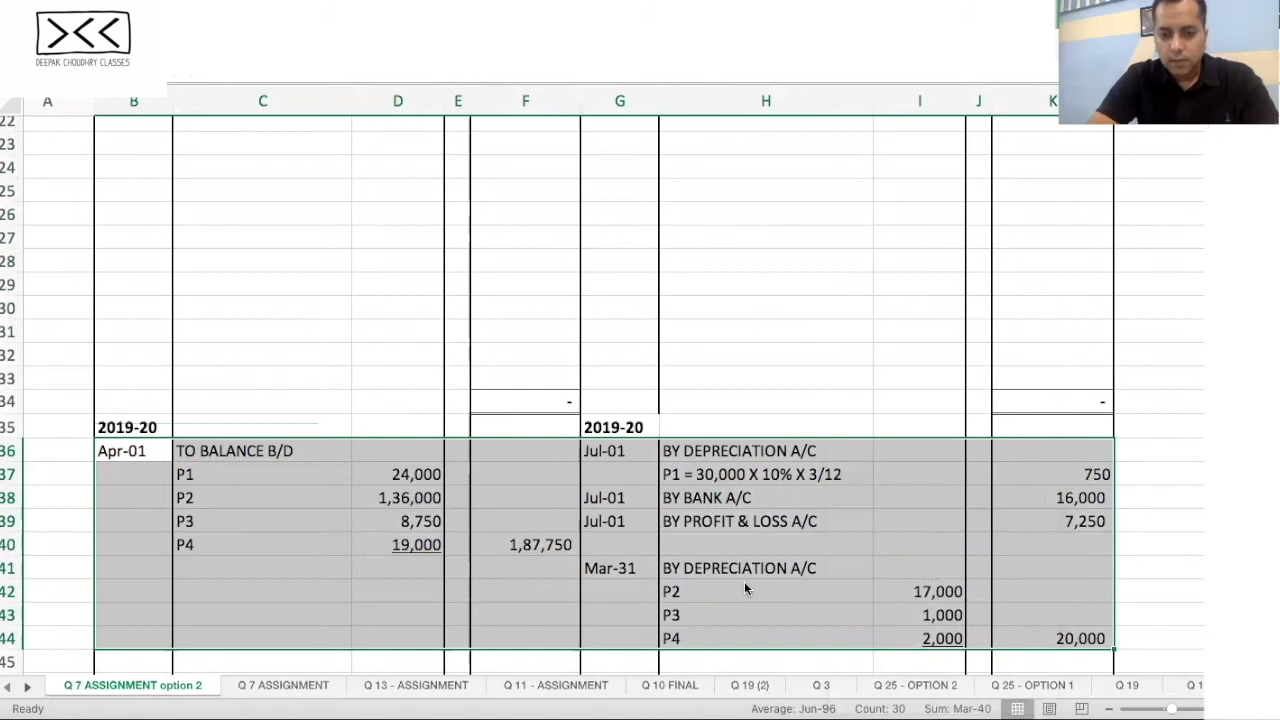 DEEPAK CHOUDHRY CLASSES
A B C D E F G H I J K
22
23
24
25
26
27
28
29
30
31
32
33
34 - -
35 2019-20 2019-20
36 Apr-01 TO BALANCE B/D Jul-01 BY DEPRECIATION A/C
37 P1 24,000 P1 = 30,000 X 10% X 3/12 750
38 P2 1,36,000 Jul-01 BY BANK A/C 16,000
39 P3 8,750 Jul-01 BY PROFIT & LOSS A/C 7,250
40 P4 19,000 1,87,750
41 Mar-31 BY DEPRECIATION A/C
42 P2 17,000
43 P3 1,000
44 P4 2,000 20,000
45
Q 7 ASSIGNMENT option 2 Q 7 ASSIGNMENT Q 13 - ASSIGNMENT Q 11 - ASSIGNMENT Q 10 FINAL Q 19 (2) Q 3 Q 25 - OPTION 2 Q 25 - OPTION 1 Q 19 Q 1
Ready Average: Jun-96 Count: 30 Sum: Mar-40